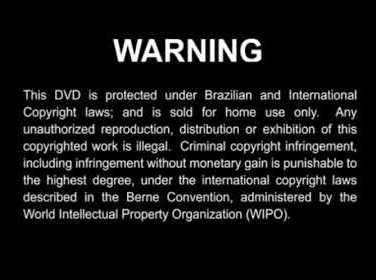 WARNING
This DVD is protected under Brazilian and International
Copyright laws; and is sold for home use only. Any
unauthorized reproduction, distribution or exhibition of this
copyrighted work is illegal. Criminal copyright infringement,
including infringement without monetary gain is punishable to
the highest degree, under the international copyright laws
described in the Berne Convention, administered by the
World Intellectual Property Organization (WIPO).